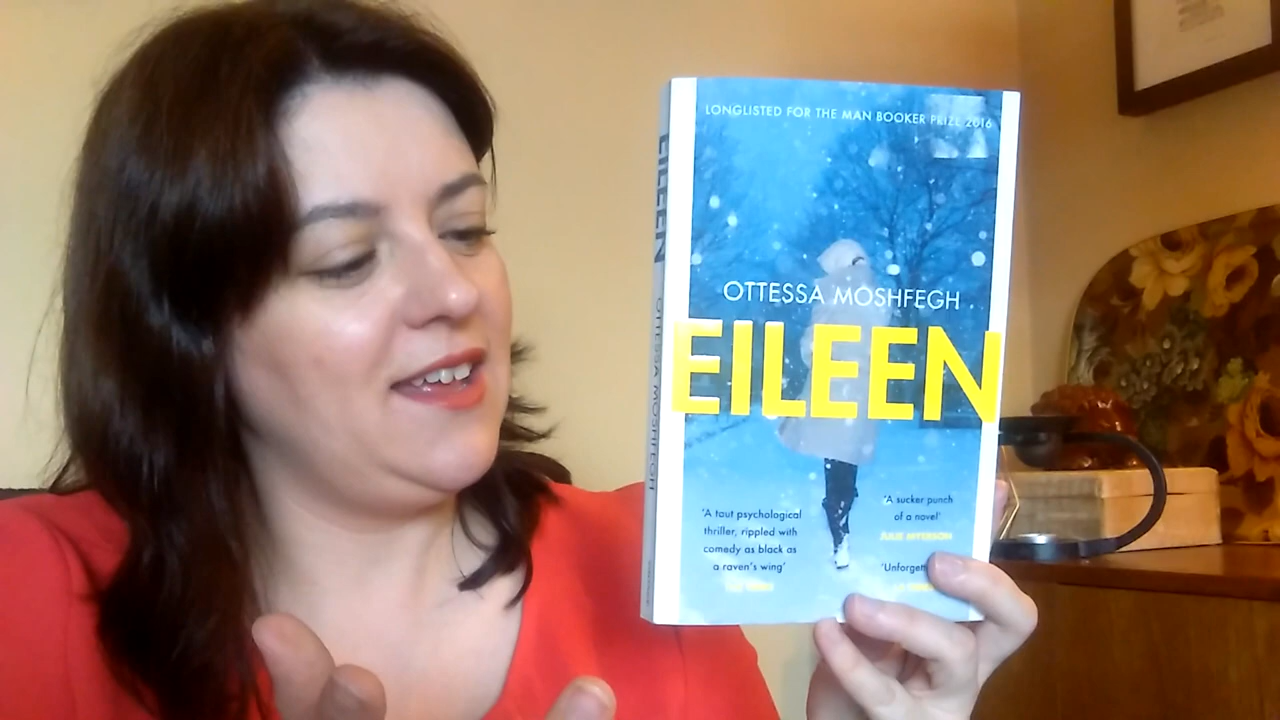 LONGLISTED FOR THE MAN BOOKER PRIZE 2016
OTTESSA MOSHFEGH
EILEEN
'A taut psychological
thriller, rippled with
comedy as black as
a raven's wing'
'A sucker punch
of a novel'
JULIE MYERSON
EILEEN OTTESSA MOSHFEGH